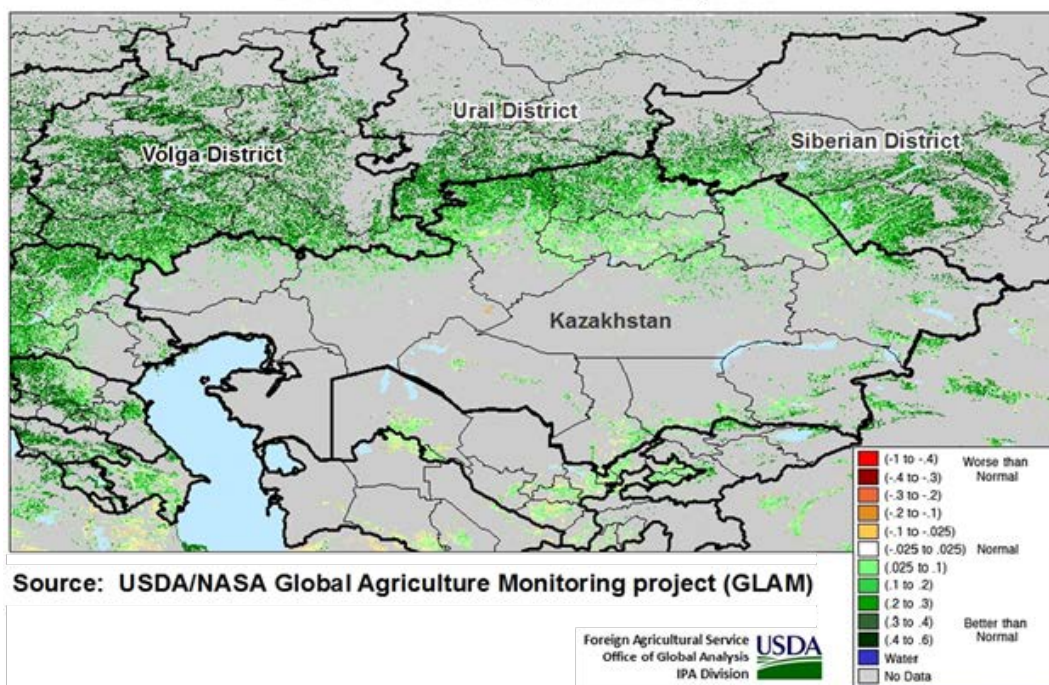 Ural District
Volga District
Siberian District
Kazakhstan
(-1 to -.4)
Worse than
Normal
(-.4 to -.3)
(-.3 to -.2)
(-.2 to -.1)
(-.1 to -.025)
(-.025 to .025) Normal
(.025 to .1)
(.1 to .2)
(.2 to .3)
(.3 to .4)
Better than
Normal
(.4 to .6)
Water
No Data
Source: USDA/NASA Global Agriculture Monitoring project (GLAM)
Foreign Agricultural Service
Office of Global Analysis
IPA Division
USDA